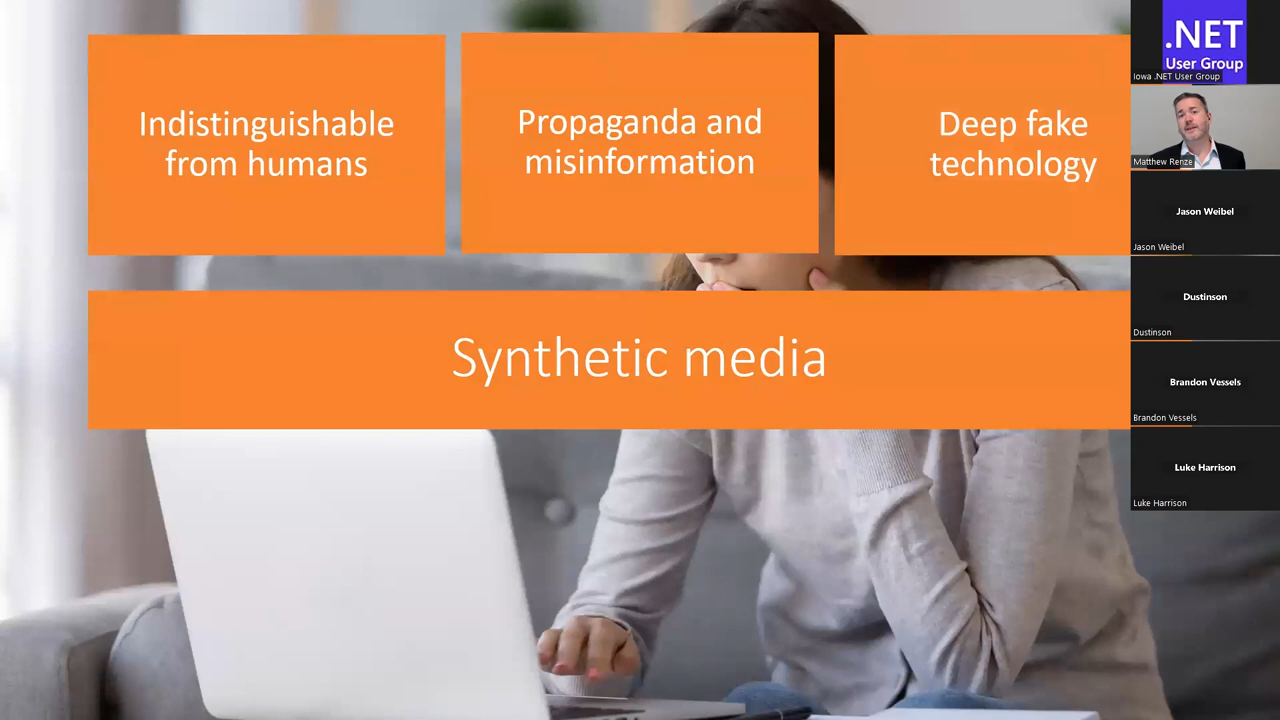 Indistinguishable
from humans
Propaganda and
misinformation
Deep fake
technology
Synthetic media
.NET
User Group
Iowa .NET User Group
Matthew Renze
Jason Weibel
Jason Weibel
Dustinson
Dustinson
Brandon Vessels
Brandon Vessels
Luke Harrison
Luke Harrison